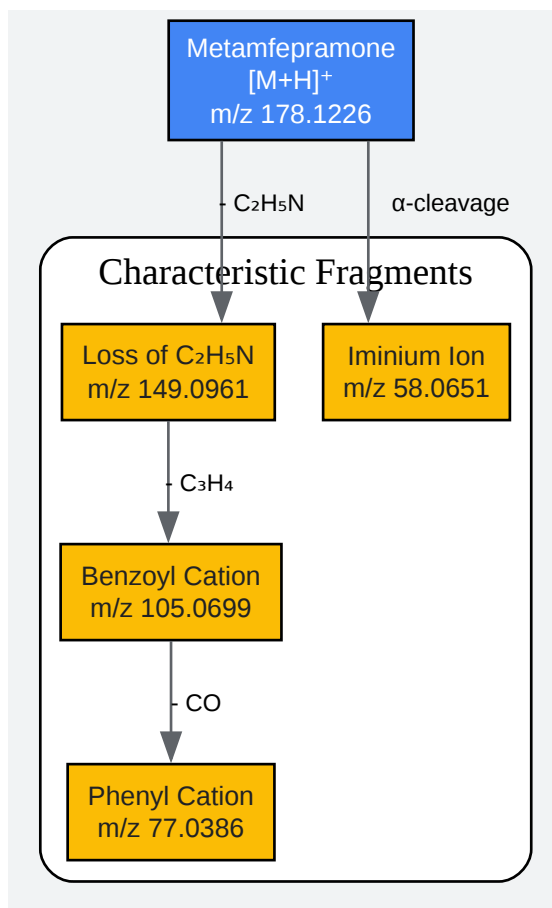 Metamfepramone
[M+H]⁺
m/z 178.1226
- C₂H₅N
α-cleavage
Characteristic Fragments
Loss of C₂H₅N
m/z 149.0961
Iminium Ion
m/z 58.0651
- C₃H₄
Benzoyl Cation
m/z 105.0699
- CO
Phenyl Cation
m/z 77.0386